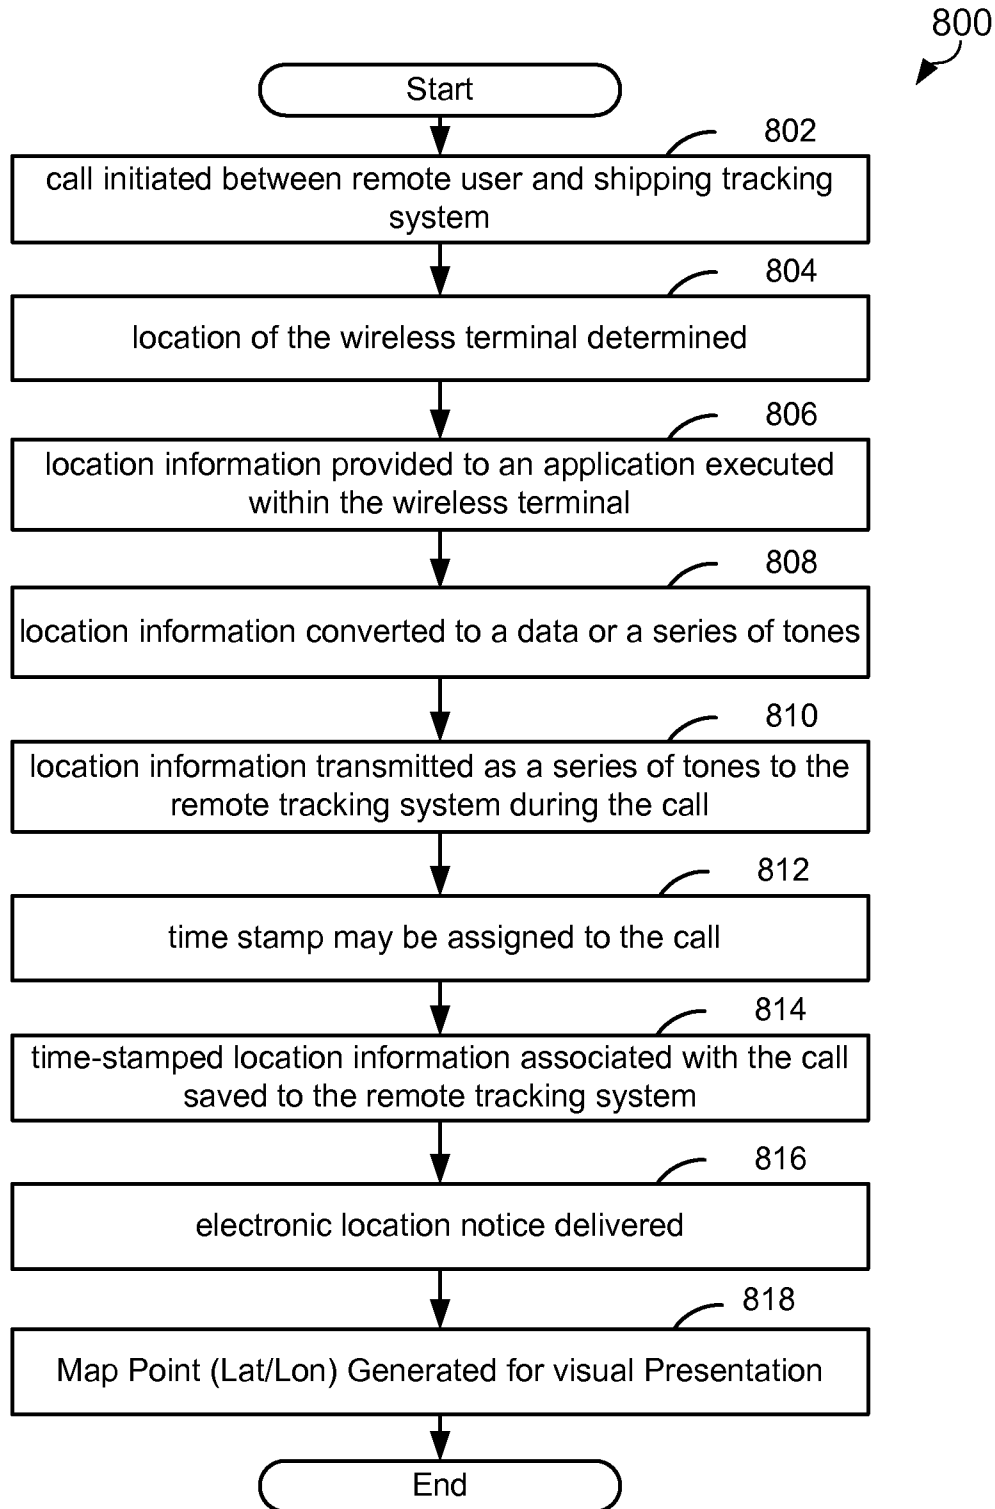 800
Start
802
call initiated between remote user and shipping tracking
system
804
location of the wireless terminal determined
806
location information provided to an application executed
within the wireless terminal
808
location information converted to a data or a series of tones
810
location information transmitted as a series of tones to the
remote tracking system during the call
812
time stamp may be assigned to the call
814
time-stamped location information associated with the call
saved to the remote tracking system
816
electronic location notice delivered
818
Map Point (Lat/Lon) Generated for visual Presentation
End